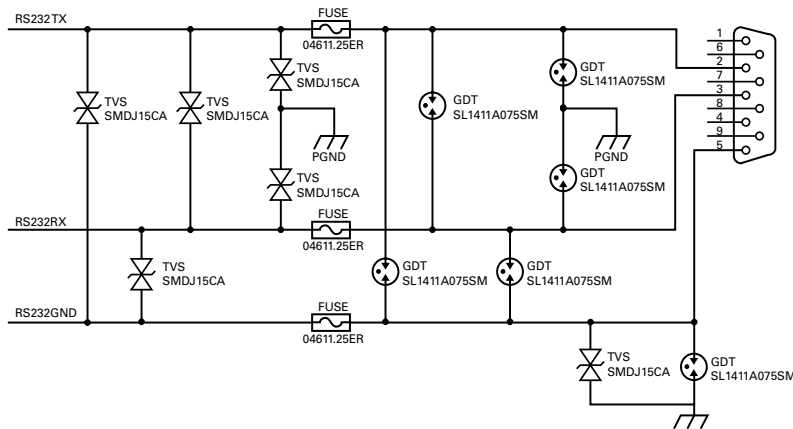 RS232TX
FUSE
04611.25ER
TVS
SMDJ15CA
TVS
SMDJ15CA
TVS
SMDJ15CA
PGND
TVS
SMDJ15CA
GDT
SL1411A075SM
GDT
SL1411A075SM
PGND
GDT
SL1411A075SM
1
6
2
7
3
8
4
9
5
RS232RX
FUSE
04611.25ER
TVS
SMDJ15CA
GDT
SL1411A075SM
GDT
SL1411A075SM
RS232GND
FUSE
04611.25ER
TVS
SMDJ15CA
GDT
SL1411A075SM